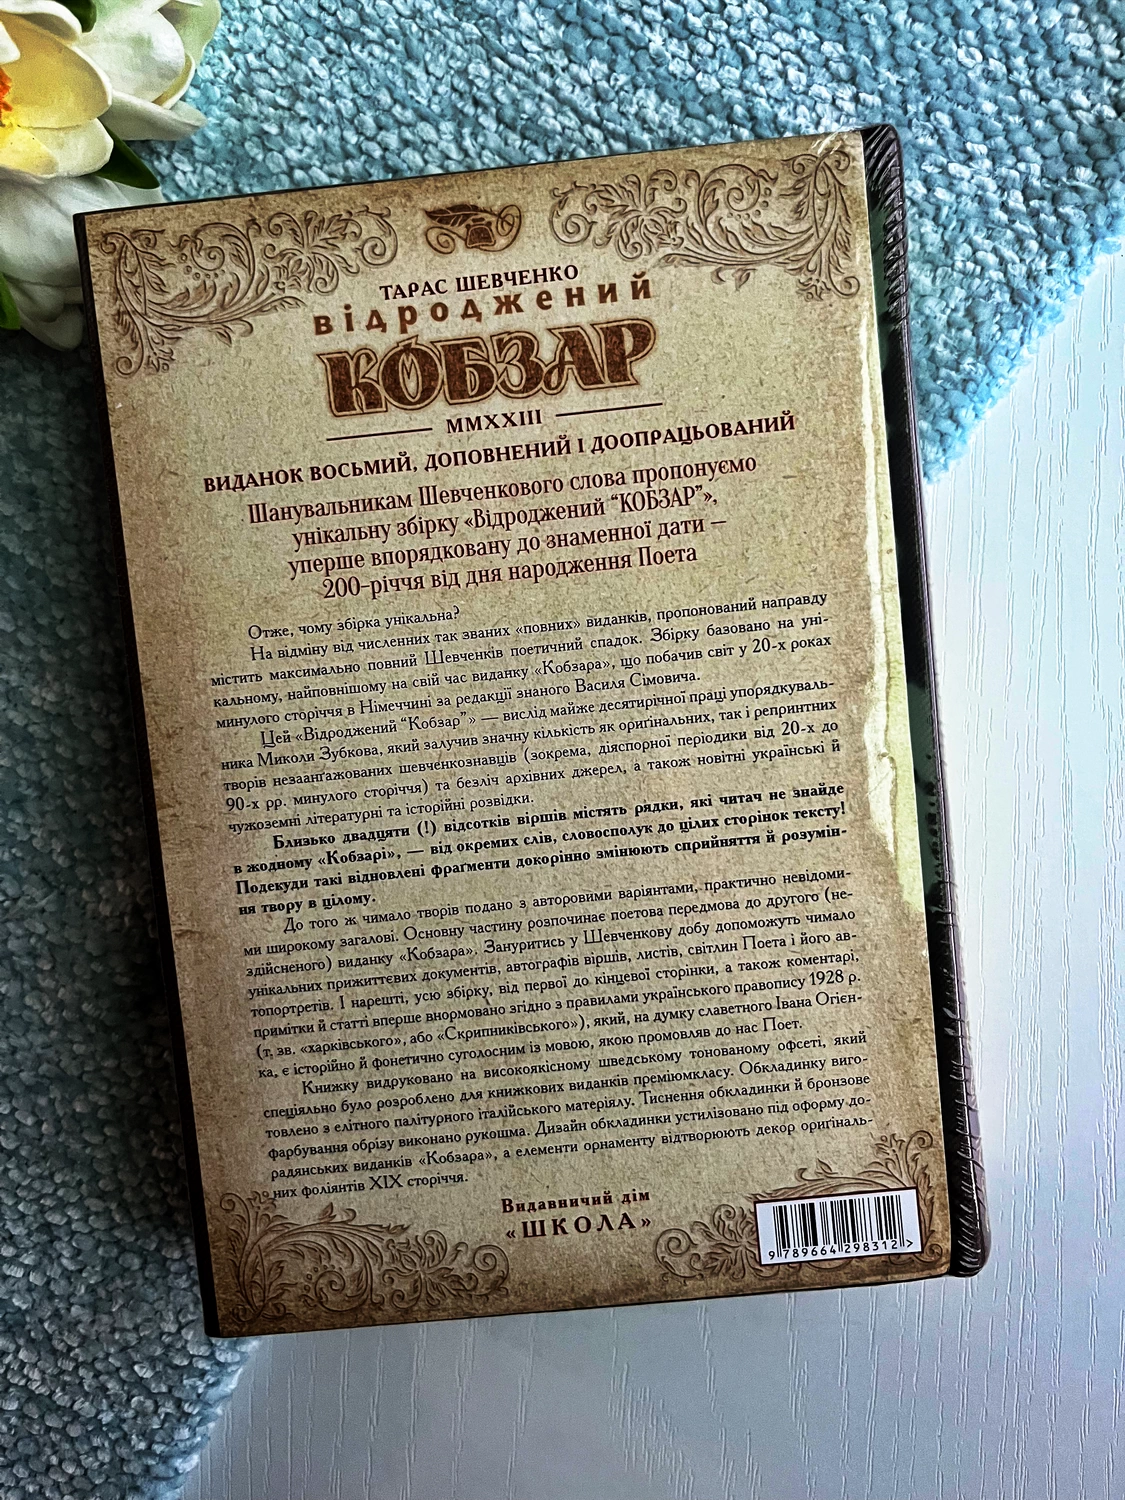 ТАРАС ШЕВЧЕНКО
відроджений
КОБЗАР
MMXXIII
ВИДАНОК ВОСЬМИЙ, ДОПОВНЕНИЙ І ДООПРАЦЬОВАНИЙ
Шанувальникам Шевченкового слова пропонуємо
унікальну збірку «Відроджений “КОБЗАР”»,
уперше впорядковану до знаменної дати —
200-річчя від дня народження Поета
Отже, чому збірка унікальна?
На відміну від численних так званих «повних» виданків, пропонований направду
містить максимально повний Шевченків поетичний спадок. Збірку базовано на уні-
кальному, найповнішому на свій час виданку «Кобзара», що побачив світ у 20-х роках
минулого сторіччя в Німеччині за редакції знаного Василя Сімовича.
Цей «Відроджений “Кобзар”» — вислід майже десятирічної праці упорядкуваль-
ника Миколи Зубкова, який залучив значну кількість як ориґінальних, так і репринтних
творів незаанґажованих шевченкознавців (зокрема, діяспорної періодики від 20-х до
90-х рр. минулого сторіччя) та безліч архівних джерел, а також новітні українські й
чужоземні літературні та історійні розвідки.
Близько двадцяти (!) відсотків віршів містять рядки, які читач не знайде
в жодному «Кобзарі», — від окремих слів, словосполук до цілих сторінок тексту!
Подекуди такі відновлені фраґменти докорінно змінюють сприйняття й розумін-
ня твору в цілому.
До того ж чимало творів подано з авторовими варіянтами, практично невідоми-
ми широкому загалові. Основну частину розпочинає поетова передмова до другого (не-
здійсненого) виданку «Кобзара». Зануритись у Шевченкову добу допоможуть чимало
унікальних прижиттєвих документів, автографів віршів, листів, світлин Поета і його ав-
топортретів. І нарешті, усю збірку, від першої до кінцевої сторінки, а також коментарі,
примітки й статті вперше внормовано згідно з правилами українського правопису 1928 р.
(т. зв. «харківського», або «Скрипниківського»), який, на думку славетного Івана Огієн-
ка, є історійно й фонетично суголосним із мовою, якою промовляв до нас Поет.
Книжку видруковано на високоякісному шведському тонованому офсеті, який
спеціяльно було розроблено для книжкових виданків преміюмкласу. Обкладинку виго-
товлено з елітного палітурного італійського матеріялу. Тиснення обкладинки й бронзове
фарбування обрізу виконано рукошма. Дизайн обкладинки устилізовано під оформу до-
радянських виданків «Кобзара», а елементи орнаменту відтворюють декор ориґіналь-
них фоліянтів XIX сторіччя.
Видавничий дім
«ШКОЛА»
9 789664 298312 >